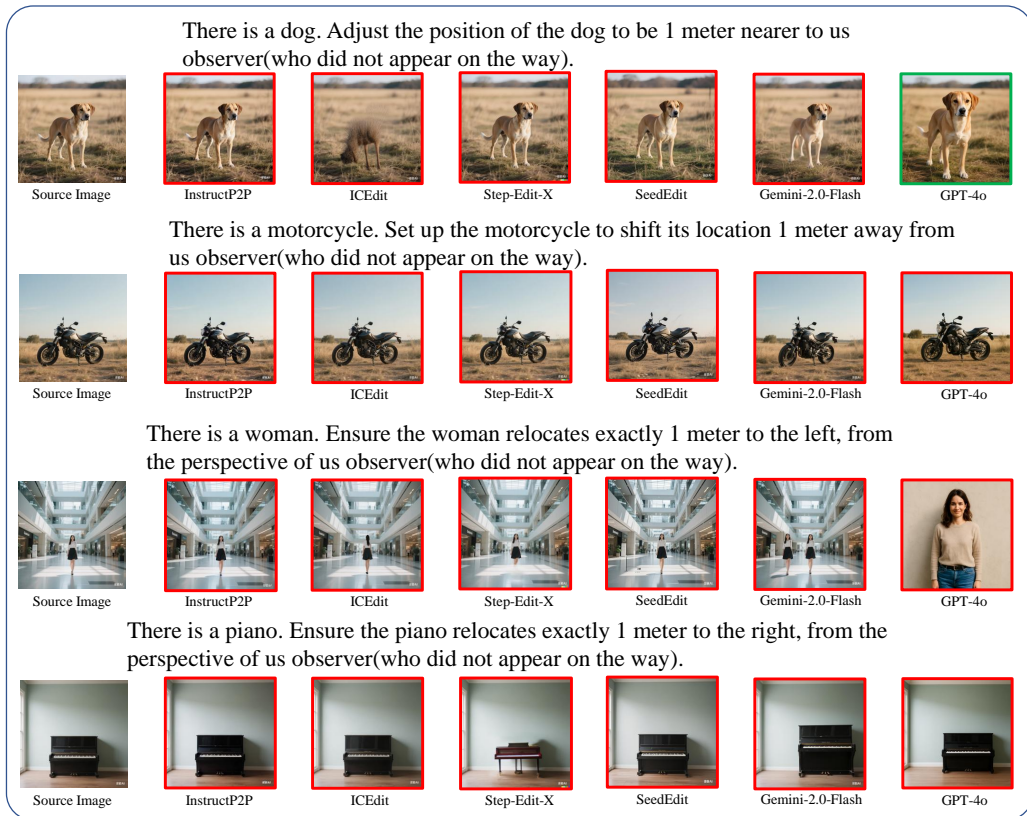 There is a dog. Adjust the position of the dog to be 1 meter nearer to us
observer(who did not appear on the way).
Source Image InstructP2P ICEdit Step-Edit-X SeedEdit Gemini-2.0-Flash GPT-4o
There is a motorcycle. Set up the motorcycle to shift its location 1 meter away from
us observer(who did not appear on the way).
Source Image InstructP2P ICEdit Step-Edit-X SeedEdit Gemini-2.0-Flash GPT-4o
There is a woman. Ensure the woman relocates exactly 1 meter to the left, from
the perspective of us observer(who did not appear on the way).
Source Image InstructP2P ICEdit Step-Edit-X SeedEdit Gemini-2.0-Flash GPT-4o
There is a piano. Ensure the piano relocates exactly 1 meter to the right, from the
perspective of us observer(who did not appear on the way).
Source Image InstructP2P ICEdit Step-Edit-X SeedEdit Gemini-2.0-Flash GPT-4o